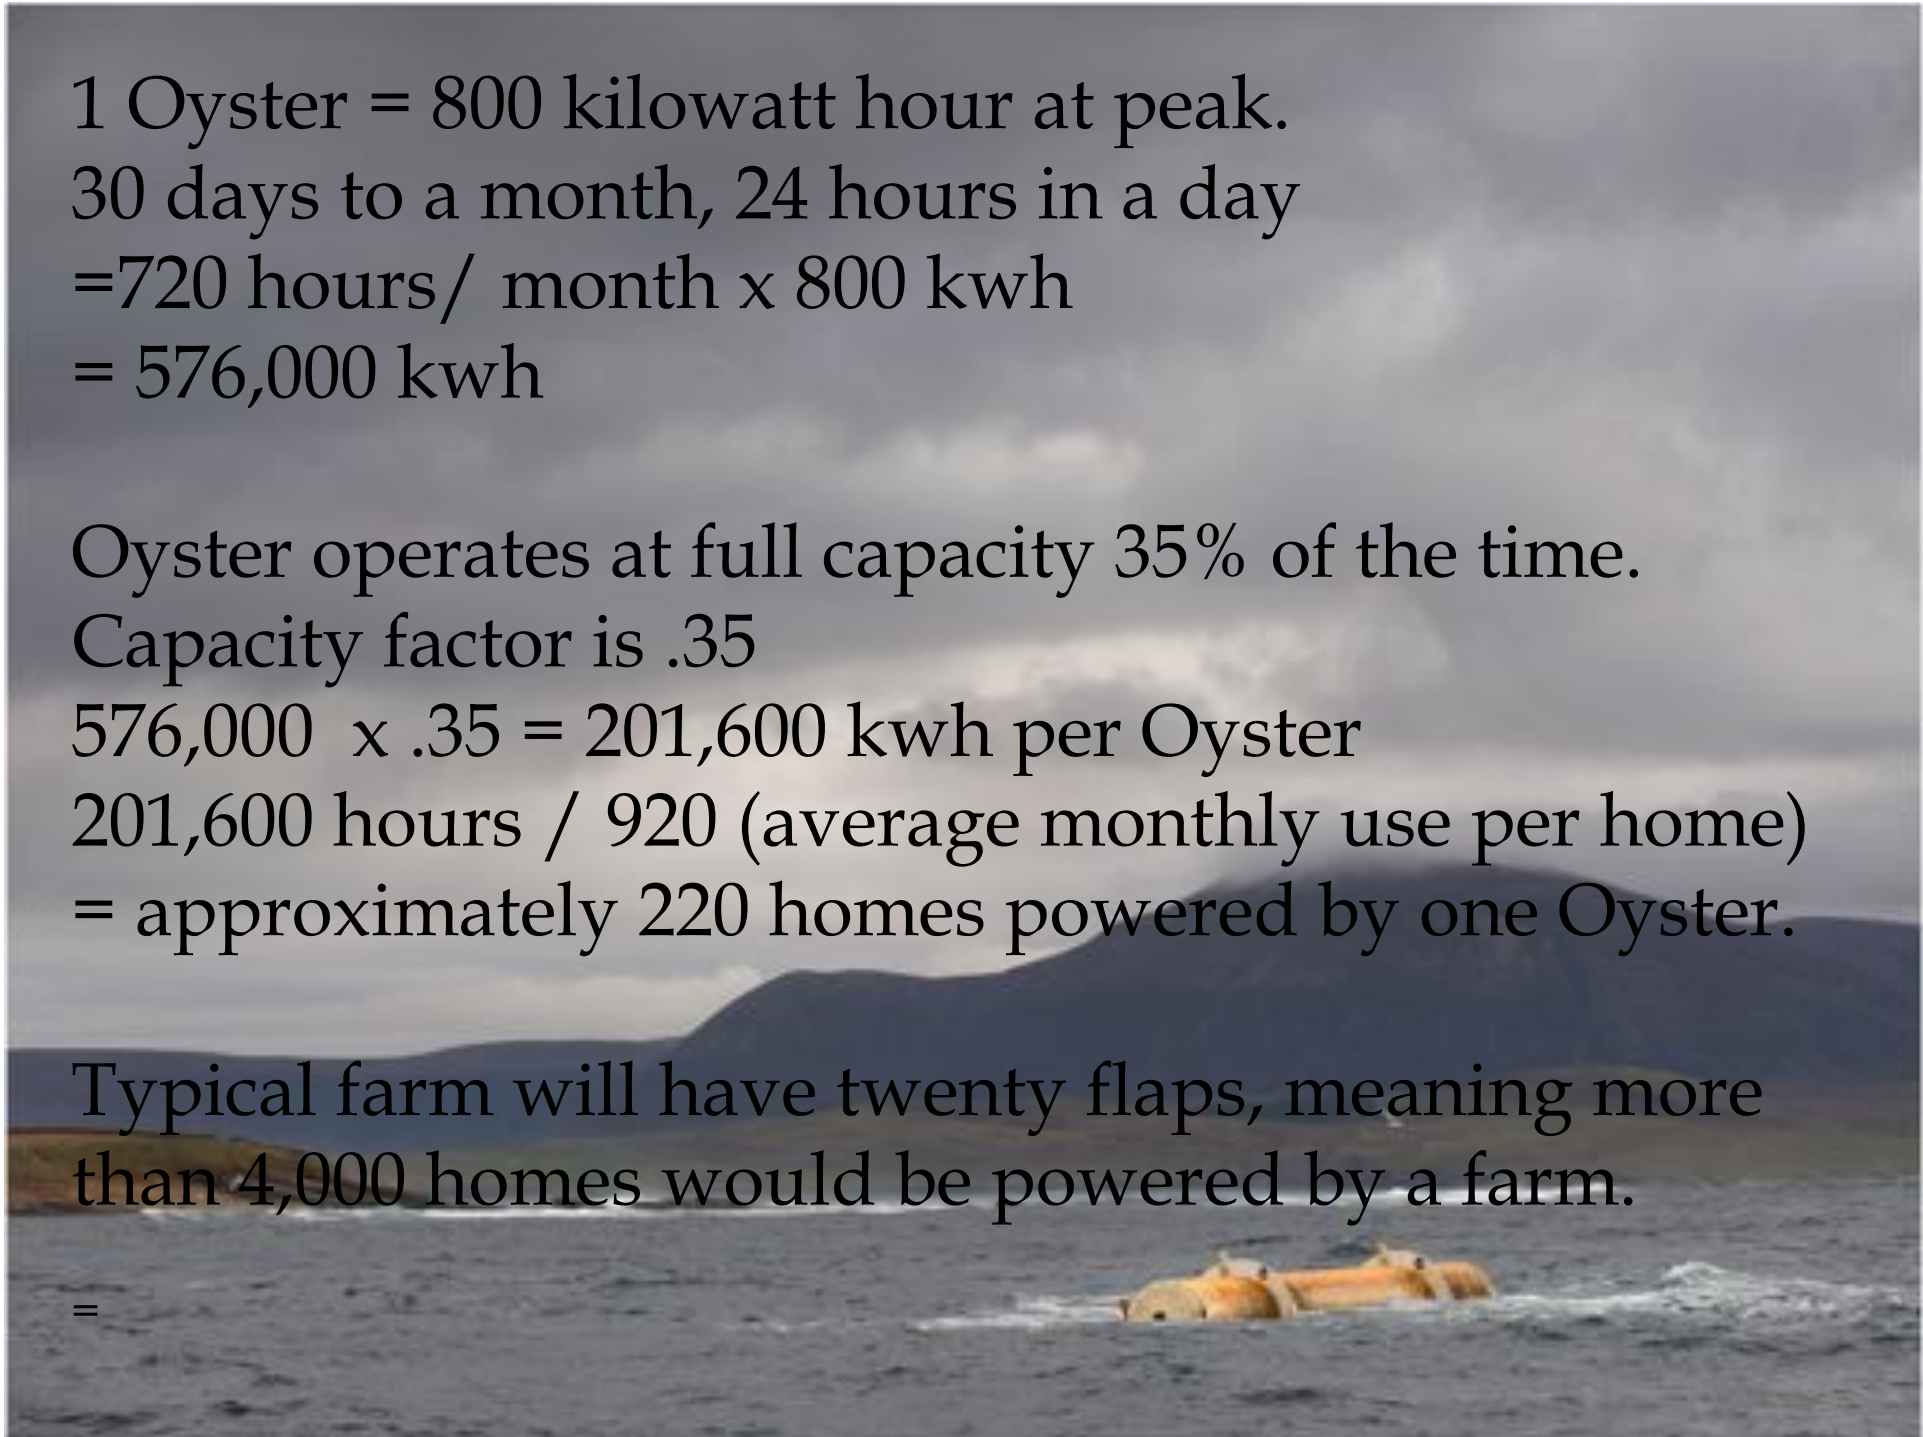 1 Oyster = 800 kilowatt hour at peak.
30 days to a month, 24 hours in a day
=720 hours/ month x 800 kwh
= 576,000 kwh
Oyster operates at full capacity 35% of the time.
Capacity factor is .35
576,000  x .35 = 201,600 kwh per Oyster
201,600 hours / 920 (average monthly use per home)
= approximately 220 homes powered by one Oyster.
Typical farm will have twenty flaps, meaning more
than 4,000 homes would be powered by a farm.
=